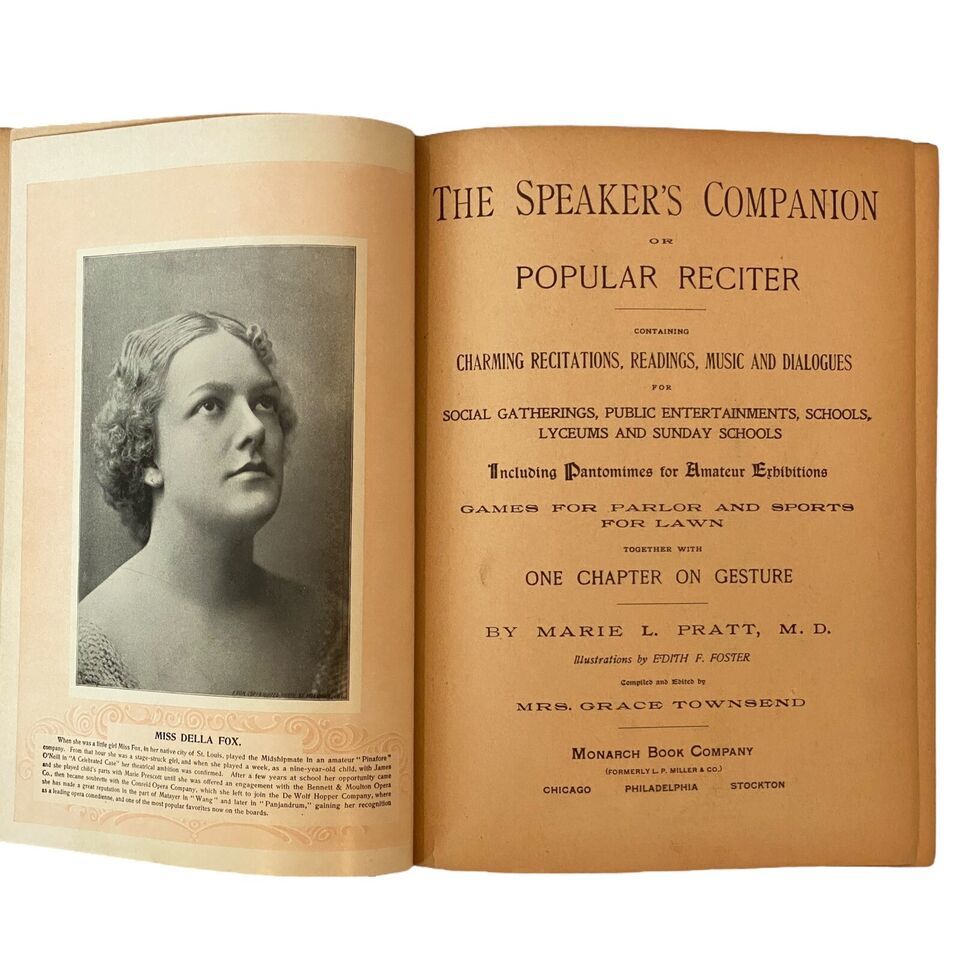 MISS DELLA FOX.
When she was a little girl Miss Fox, in her native city of St. Louis, played the Midshipmate in an amateur "Pinafore"
company. From that hour she was a stage-struck girl, and when she played a week, as a nine-year-old child, with James
O'Neill in "A Celebrated Case" her theatrical ambition was confirmed. After a few years at school her opportunity came
and she played child's parts with Marie Prescott until she was offered an engagement with the Bennett & Moulton Opera
Co., then became soubrette with the Conreid Opera Company, which she left to join the De Wolf Hopper Company, where
she has made a great reputation in the part of Matayer in "Wang" and later in "Panjandrum," gaining her recognition
as a leading opera comedienne, and one of the most popular favorites now on the boards.
THE SPEAKER'S COMPANION
OR
POPULAR RECITER
CONTAINING
CHARMING RECITATIONS, READINGS, MUSIC AND DIALOGUES
FOR
SOCIAL GATHERINGS, PUBLIC ENTERTAINMENTS, SCHOOLS,
LYCEUMS AND SUNDAY SCHOOLS
Including Pantomimes for Amateur Exhibitions
GAMES FOR PARLOR AND SPORTS
FOR LAWN
TOGETHER WITH
ONE CHAPTER ON GESTURE
BY MARIE L. PRATT, M. D.
Illustrations by EDITH F. FOSTER
Compiled and Edited by
MRS. GRACE TOWNSEND
MONARCH BOOK COMPANY
(FORMERLY L. P. MILLER & CO.)
CHICAGO PHILADELPHIA STOCKTON